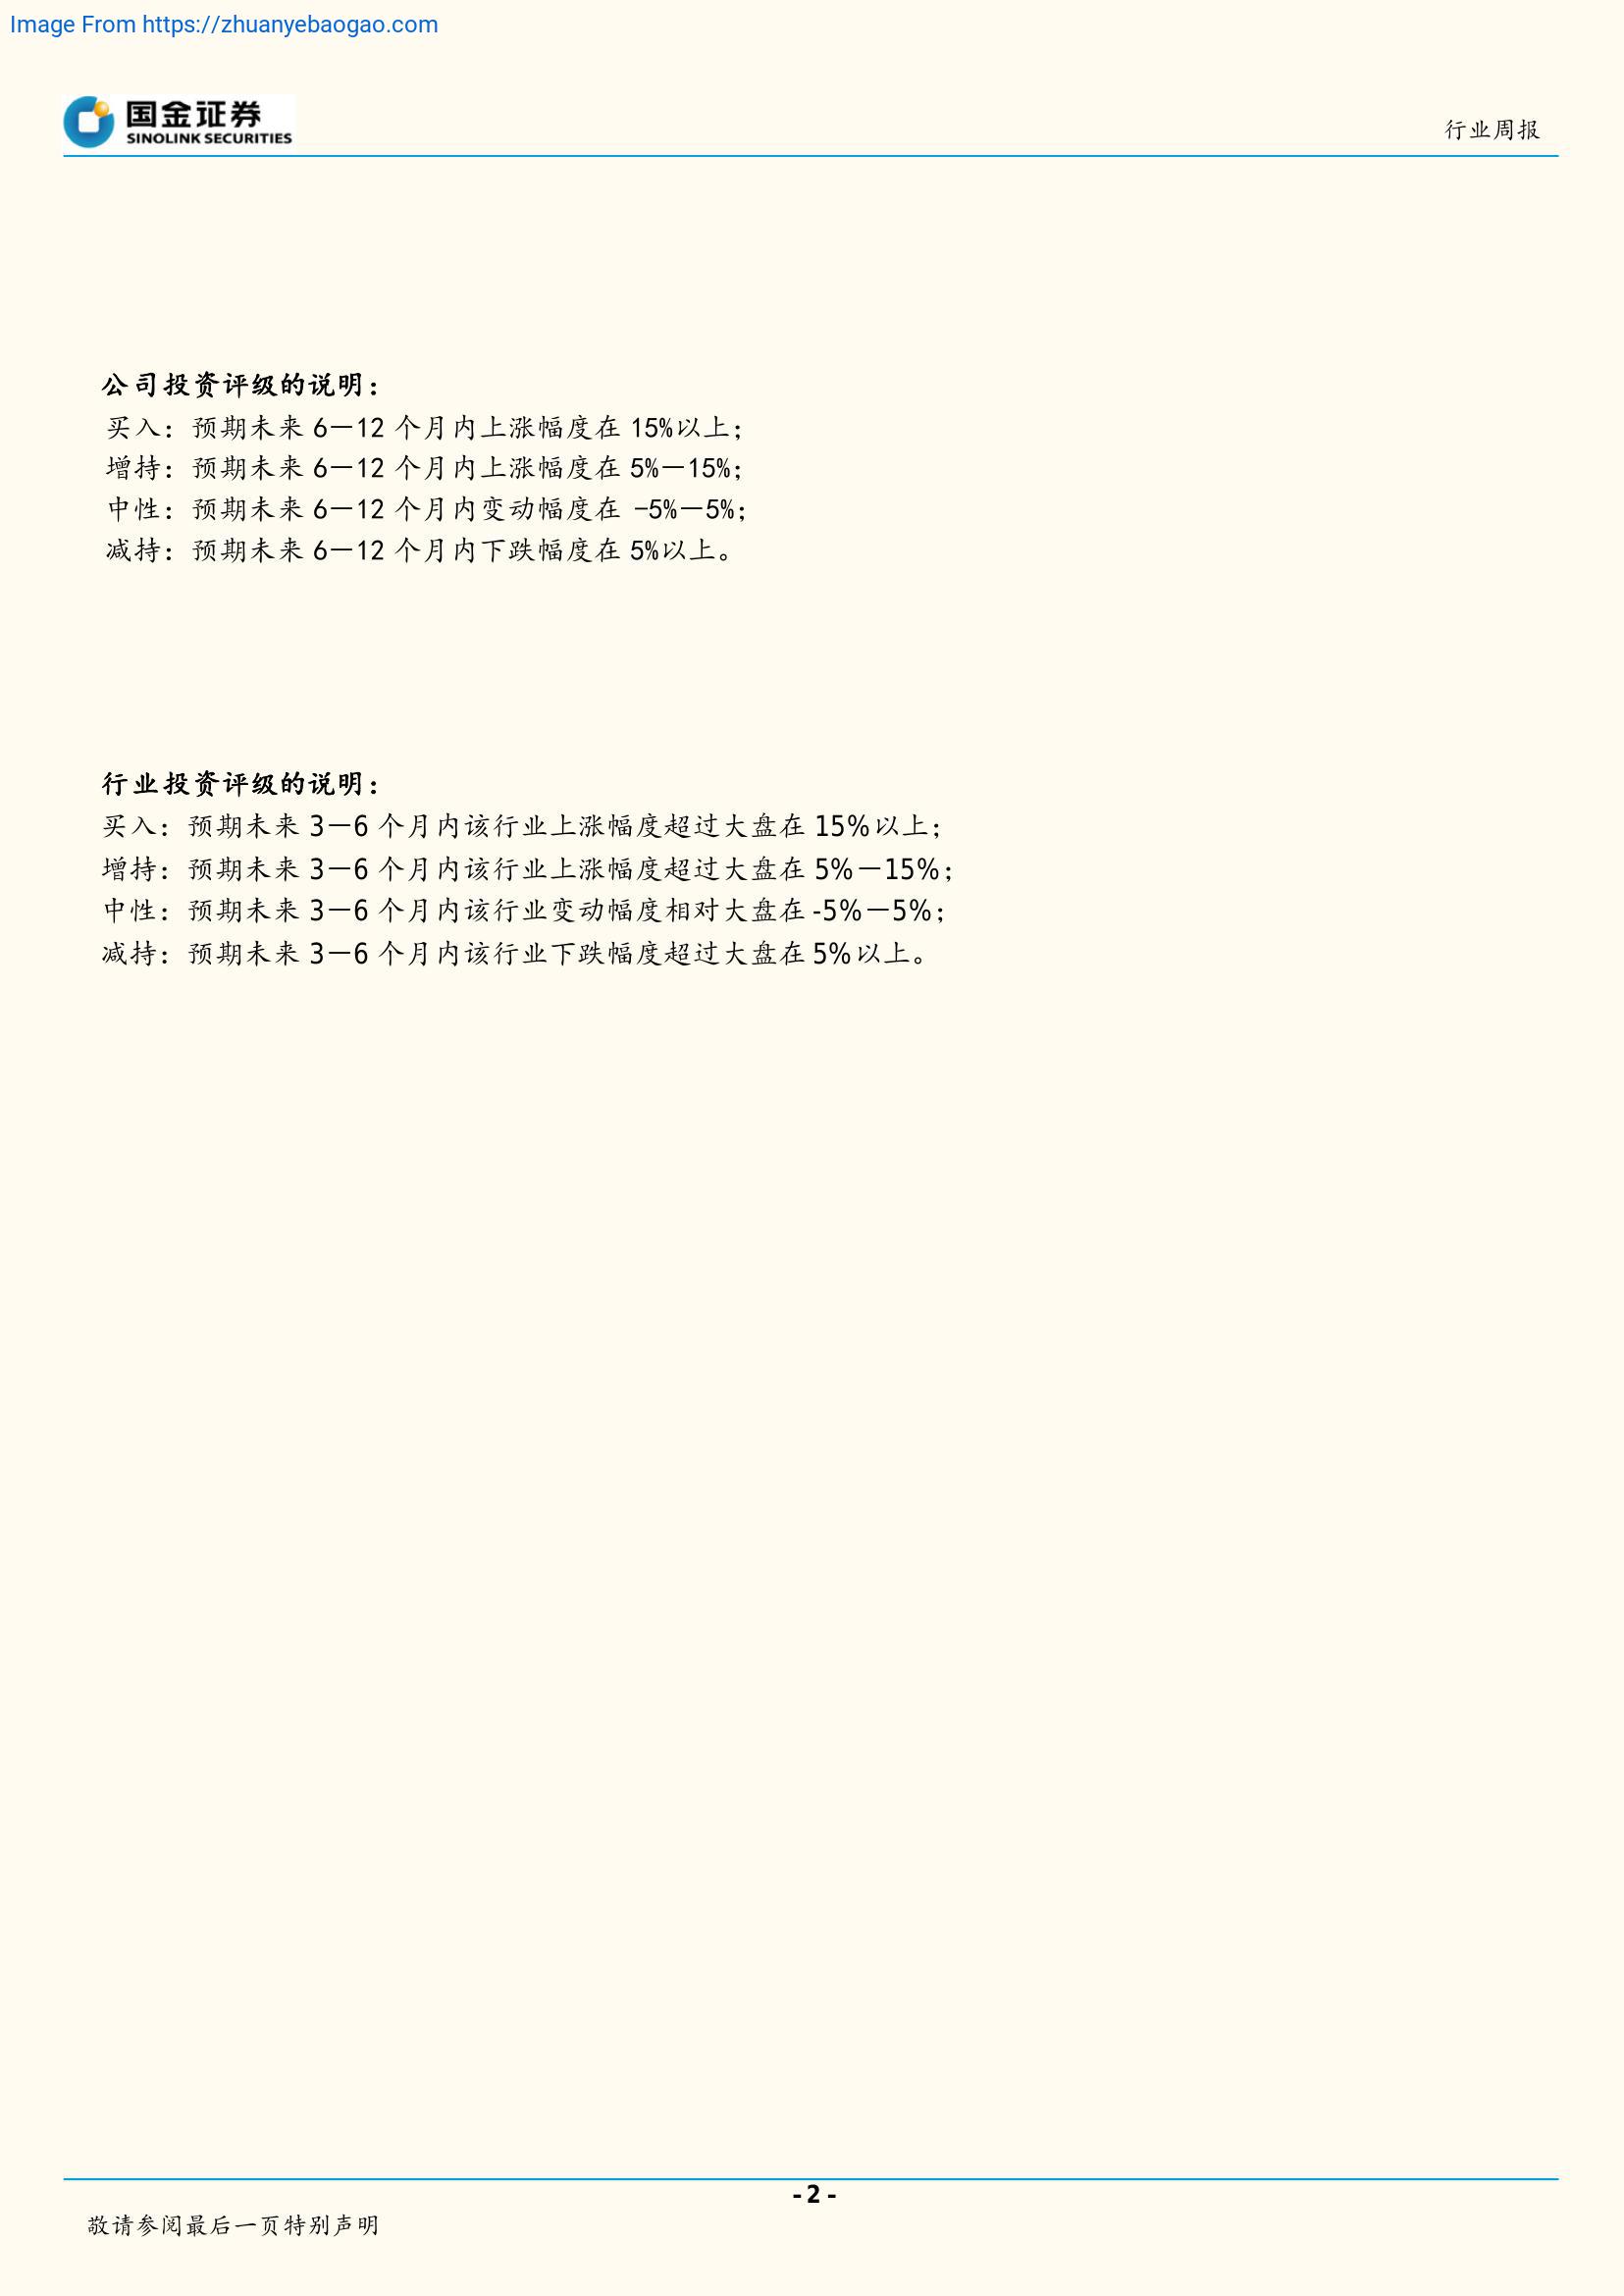 Image From https://zhuanyebaogao.com
国金证券
SINOLINK SECURITIES
行业周报
公司投资评级的说明：
买入：预期未来 6－12 个月内上涨幅度在 15%以上；
增持：预期未来 6－12 个月内上涨幅度在 5%－15%；
中性：预期未来 6－12 个月内变动幅度在 -5%－5%；
减持：预期未来 6－12 个月内下跌幅度在 5%以上。
行业投资评级的说明：
买入：预期未来 3－6 个月内该行业上涨幅度超过大盘在 15%以上；
增持：预期未来 3－6 个月内该行业上涨幅度超过大盘在 5%－15%；
中性：预期未来 3－6 个月内该行业变动幅度相对大盘在 -5%－5%；
减持：预期未来 3－6 个月内该行业下跌幅度超过大盘在 5%以上。
- 2 -
敬请参阅最后一页特别声明